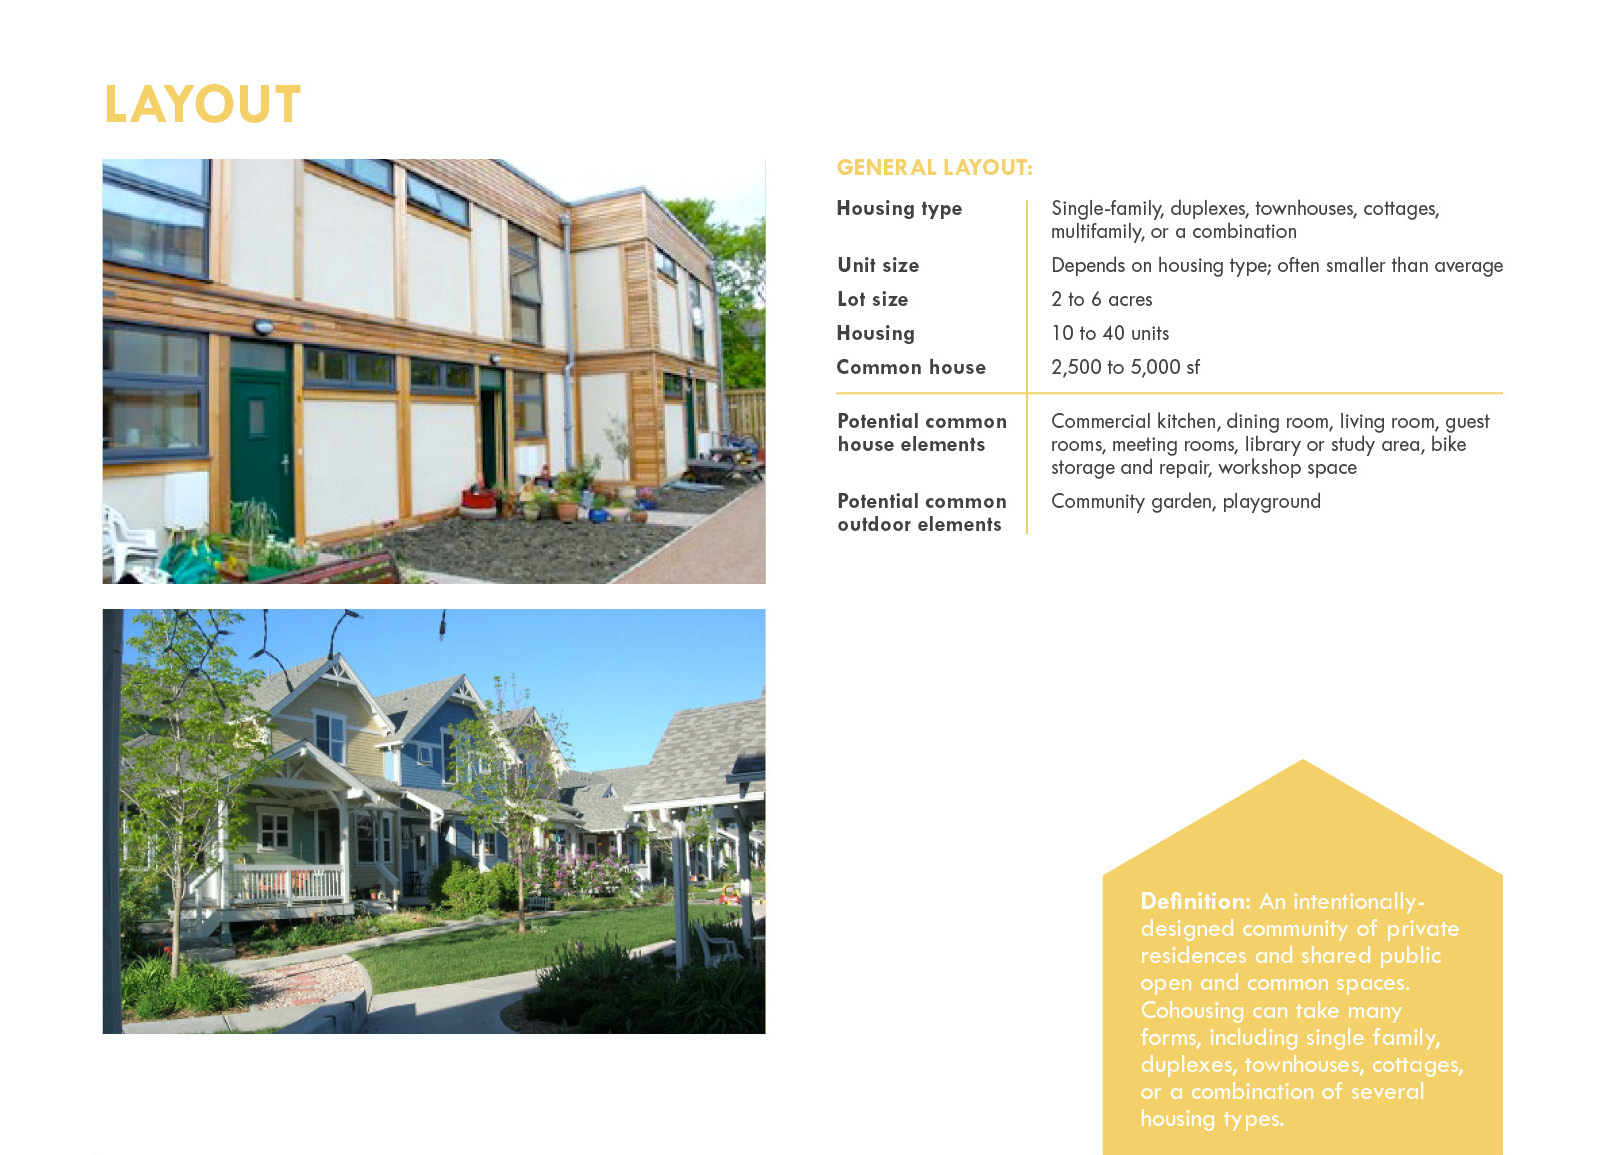 LAYOUT
GENERAL LAYOUT:
Housing type
Single-family, duplexes, townhouses, cottages,
multifamily, or a combination
Unit size
Depends on housing type; often smaller than average
Lot size
2 to 6 acres
Housing
10 to 40 units
Common house
2,500 to 5,000 sf
Potential common
house elements
Commercial kitchen, dining room, living room, guest
rooms, meeting rooms, library or study area, bike
storage and repair, workshop space
Potential common
outdoor elements
Community garden, playground
Definition: An intentionally-
designed community of private
residences and shared public
open and common spaces.
Cohousing can take many
forms, including single family,
duplexes, townhouses, cottages,
or a combination of several
housing types.